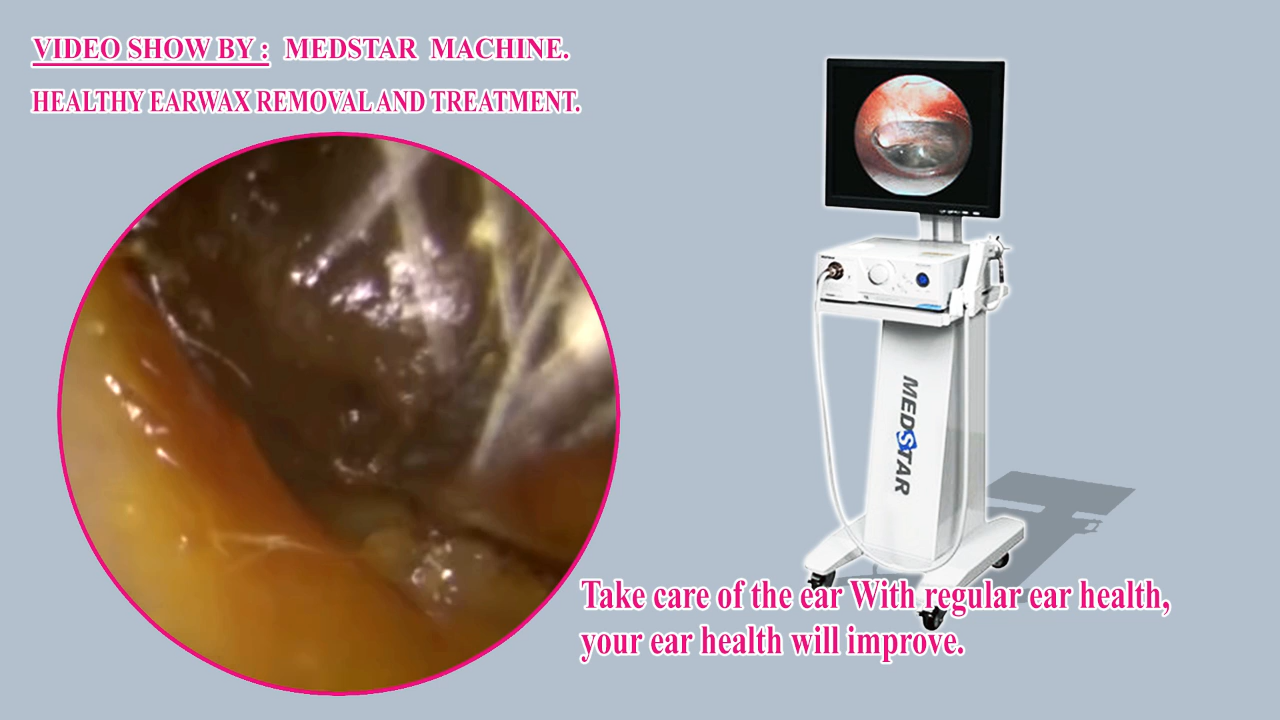 VIDEO SHOW BY : MEDSTAR MACHINE.
HEALTHY EARWAX REMOVAL AND TREATMENT.
MEDSTAR
Take care of the ear With regular ear health,
your ear health will improve.